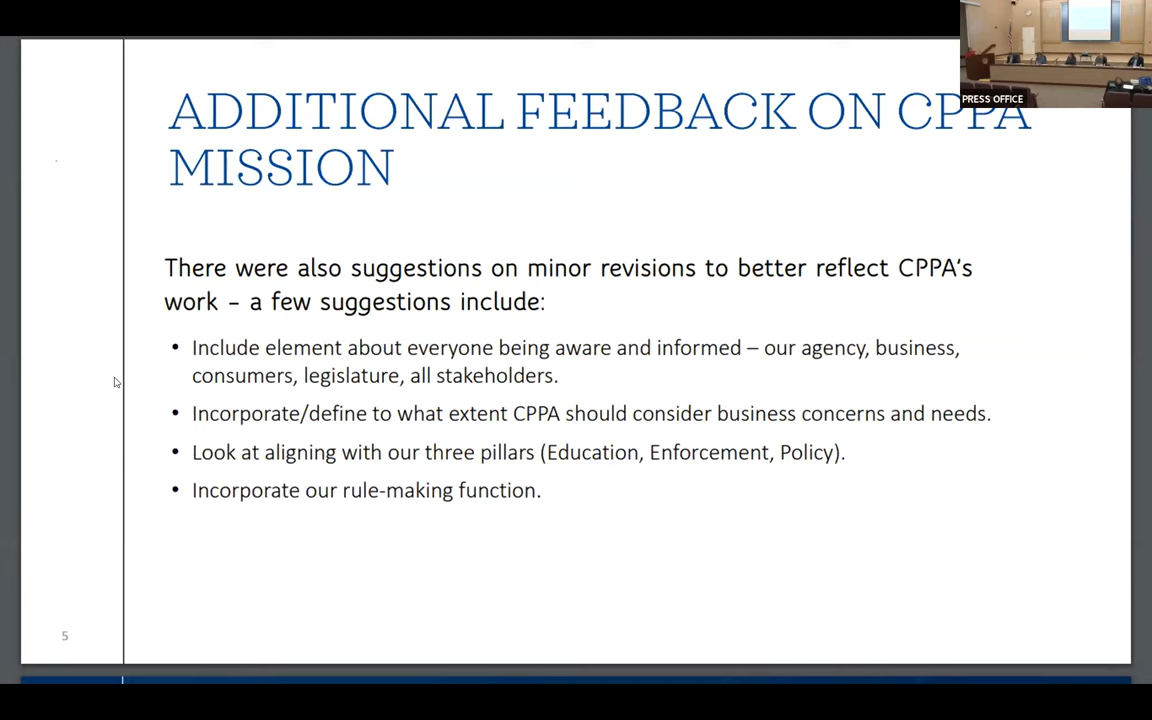 ADDITIONAL FEEDBACK ON CPPA
MISSION
PRESS OFFICE
There were also suggestions on minor revisions to better reflect CPPA's
work – a few suggestions include:
• Include element about everyone being aware and informed – our agency, business,
consumers, legislature, all stakeholders.
• Incorporate/define to what extent CPPA should consider business concerns and needs.
• Look at aligning with our three pillars (Education, Enforcement, Policy).
• Incorporate our rule-making function.
5